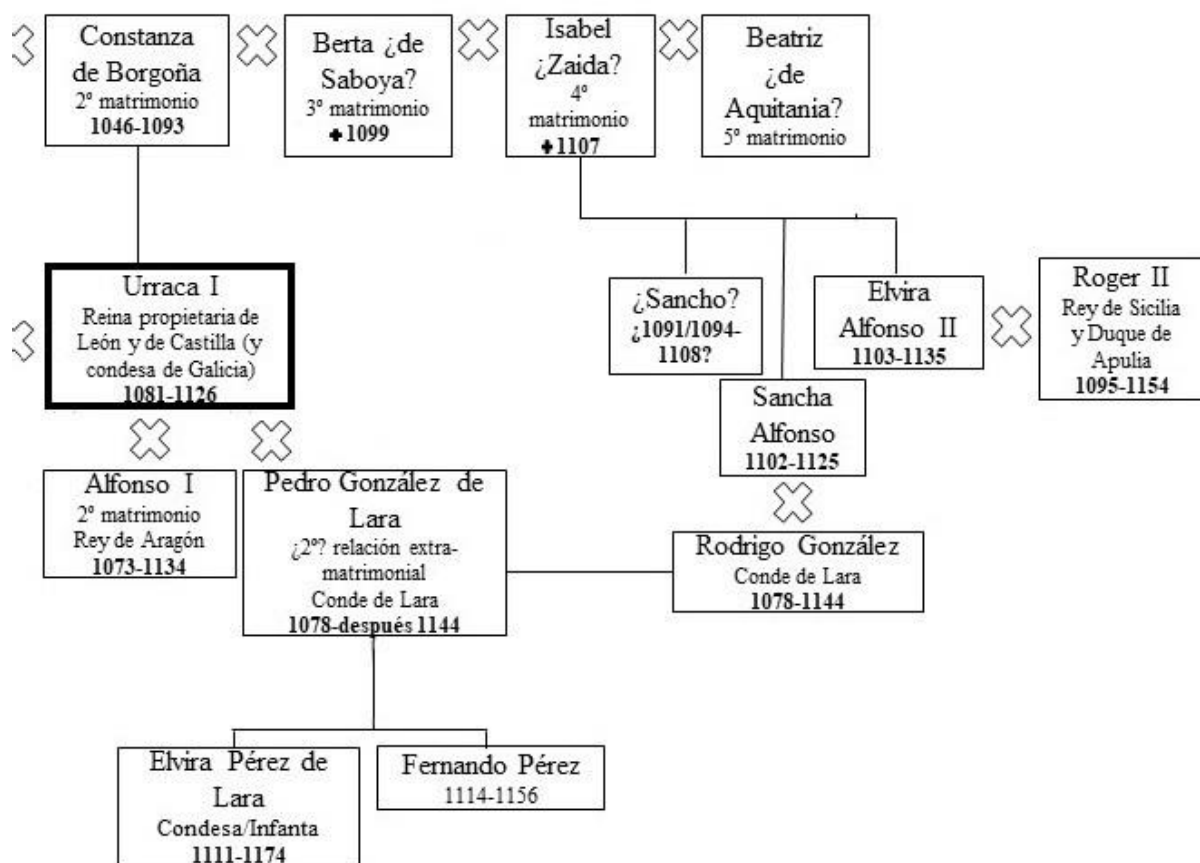 Constanza
de Borgoña
2º matrimonio
1046-1093
Berta ¿de
Saboya?
3º matrimonio
✚1099
Isabel
¿Zaida?
4º
matrimonio
✚1107
Beatriz
¿de
Aquitania?
5º matrimonio
Urraca I
Reina propietaria de
León y de Castilla (y
condesa de Galicia)
1081-1126
¿Sancho?
¿1091/1094-
1108?
Elvira
Alfonso II
1103-1135
Roger II
Rey de Sicilia
y Duque de
Apulia
1095-1154
Sancha
Alfonso
1102-1125
Alfonso I
2º matrimonio
Rey de Aragón
1073-1134
Pedro González de
Lara
¿2º? relación extra-
matrimonial
Conde de Lara
1078-después 1144
Rodrigo González
Conde de Lara
1078-1144
Elvira Pérez de
Lara
Condesa/Infanta
1111-1174
Fernando Pérez
1114-1156